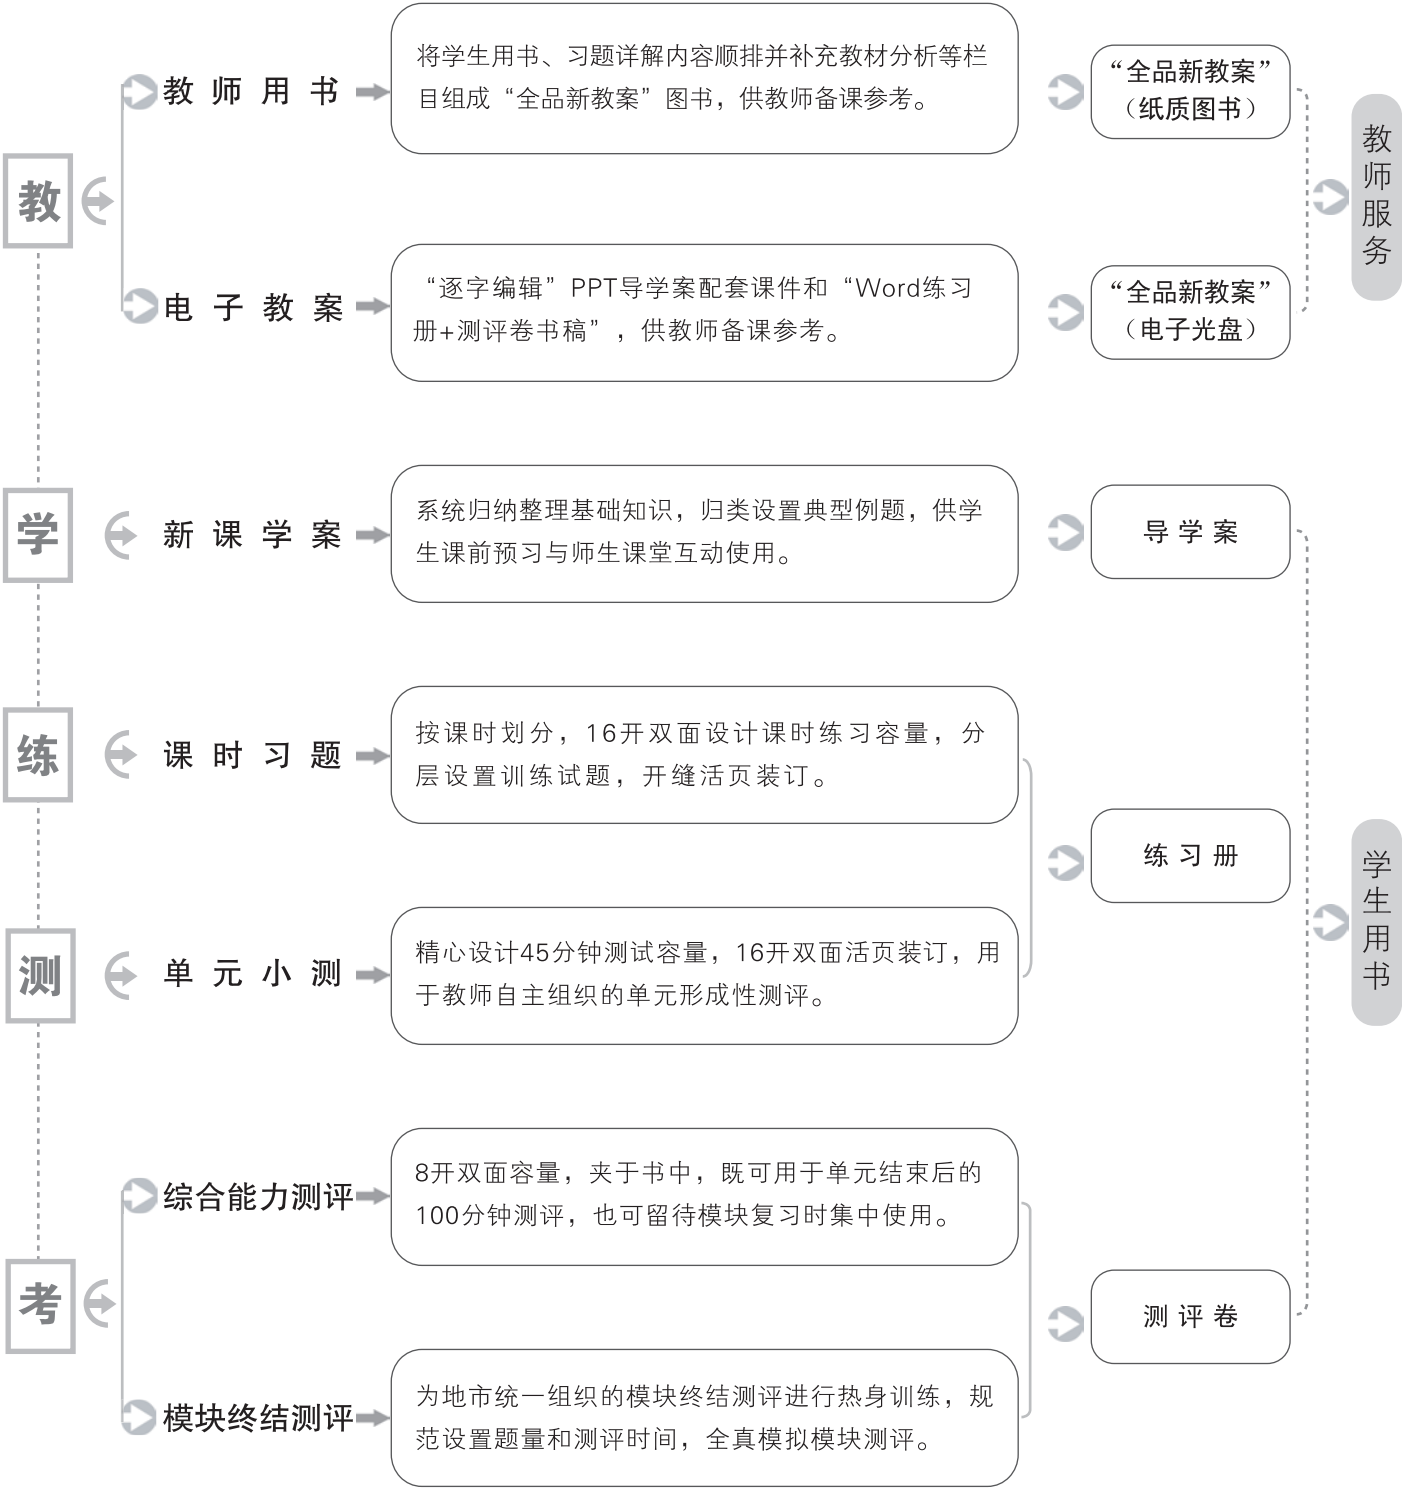 教
教师用书
将学生用书、习题详解内容顺排并补充教材分析等栏
目组成“全品新教案”图书，供教师备课参考。
“全品新教案”
（纸质图书）
电子教案
“逐字编辑”PPT导学案配套课件和“Word练习
册+测评卷书稿”，供教师备课参考。
“全品新教案”
（电子光盘）
教师服务
学
新课学案
系统归纳整理基础知识，归类设置典型例题，供学
生课前预习与师生课堂互动使用。
导学案
练
课时习题
按课时划分，16开双面设计课时练习容量，分
层设置训练试题，开缝活页装订。
练习册
测
单元小测
精心设计45分钟测试容量，16开双面活页装订，用
于教师自主组织的单元形成性测评。
学生用书
考
综合能力测评
8开双面容量，夹于书中，既可用于单元结束后的
100分钟测评，也可留待模块复习时集中使用。
测评卷
模块终结测评
为地市统一组织的模块终结测评进行热身训练，规
范设置题量和测评时间，全真模拟模块测评。